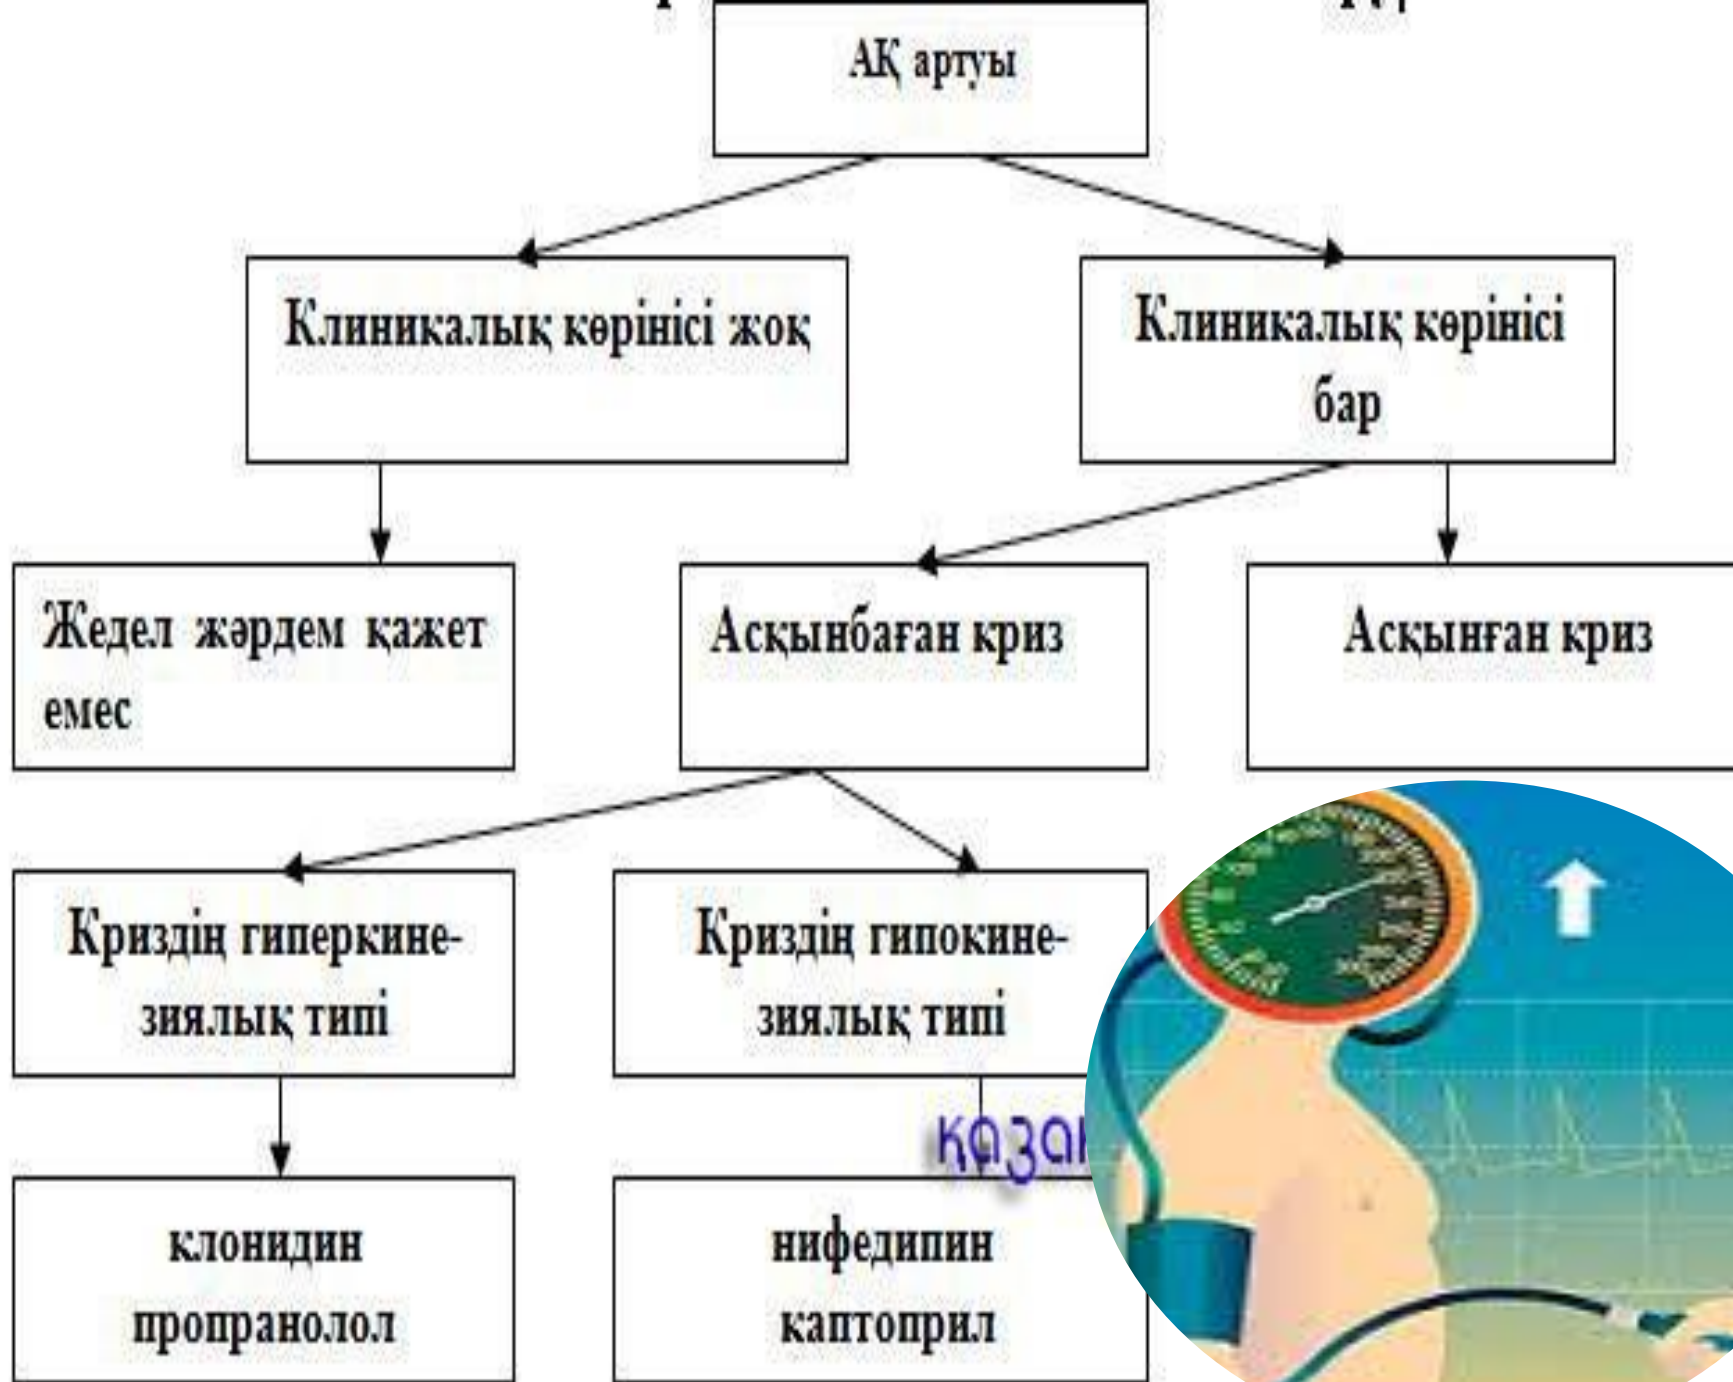 АҚ артуы
Клиникалық көрінісі жоқ
Клиникалық көрінісі
бар
Жедел жәрдем қажет
емес
Асқынбаған криз
Асқынған криз
Криздің гиперкине-
зиялық типі
Криздің гипокине-
зиялық типі
қаза
клонидин
пропранолол
нифедипин
каптоприл